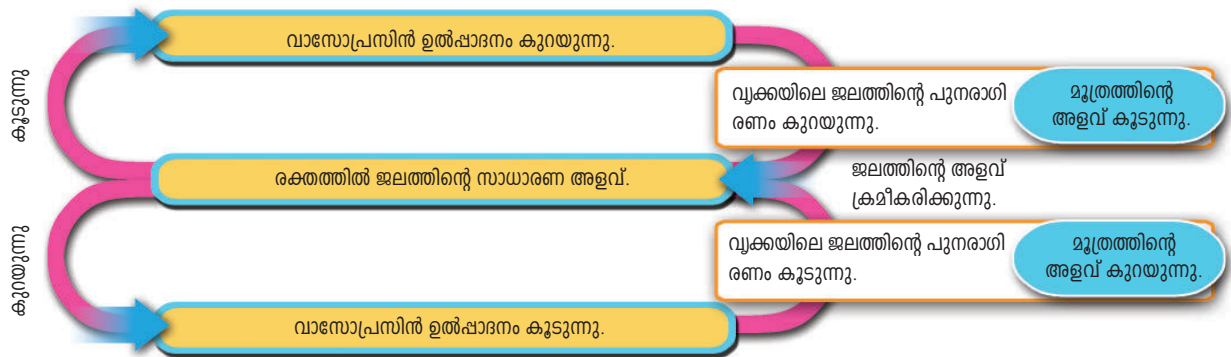 വാസോപ്രസിൻ ഉൽപ്പാദനം കുറയുന്നു.
കൂടുന്നു
വൃക്കയിലെ ജലത്തിന്റെ പുനരാഗി
രണം കുറയുന്നു.
മൂത്രത്തിന്റെ
അളവ് കൂടുന്നു.
രക്തത്തിൽ ജലത്തിന്റെ സാധാരണ അളവ്.
ജലത്തിന്റെ അളവ്
ക്രമീകരിക്കുന്നു.
കുറയുന്നു
വൃക്കയിലെ ജലത്തിന്റെ പുനരാഗി
രണം കൂടുന്നു.
മൂത്രത്തിന്റെ
അളവ് കുറയുന്നു.
വാസോപ്രസിൻ ഉൽപ്പാദനം കൂടുന്നു.